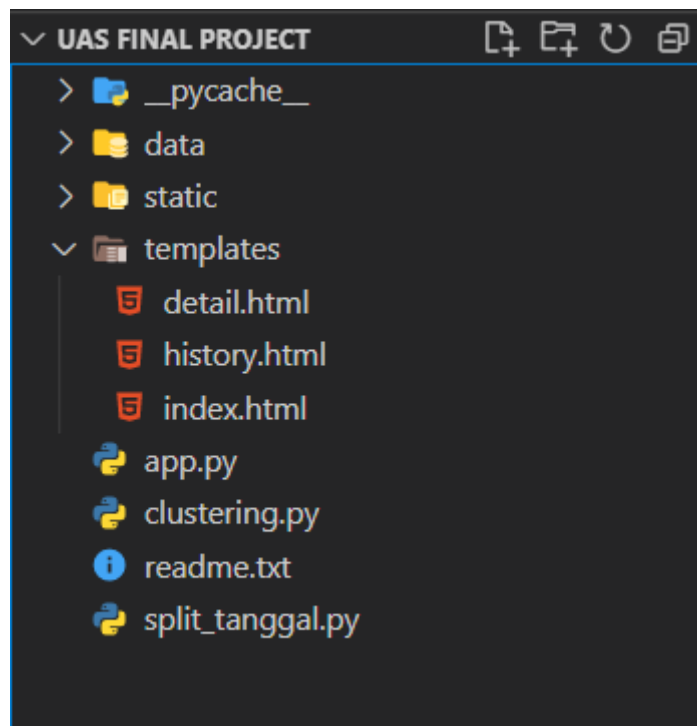 UAS FINAL PROJECT
__pycache__
data
static
templates
detail.html
history.html
index.html
app.py
clustering.py
readme.txt
split_tanggal.py